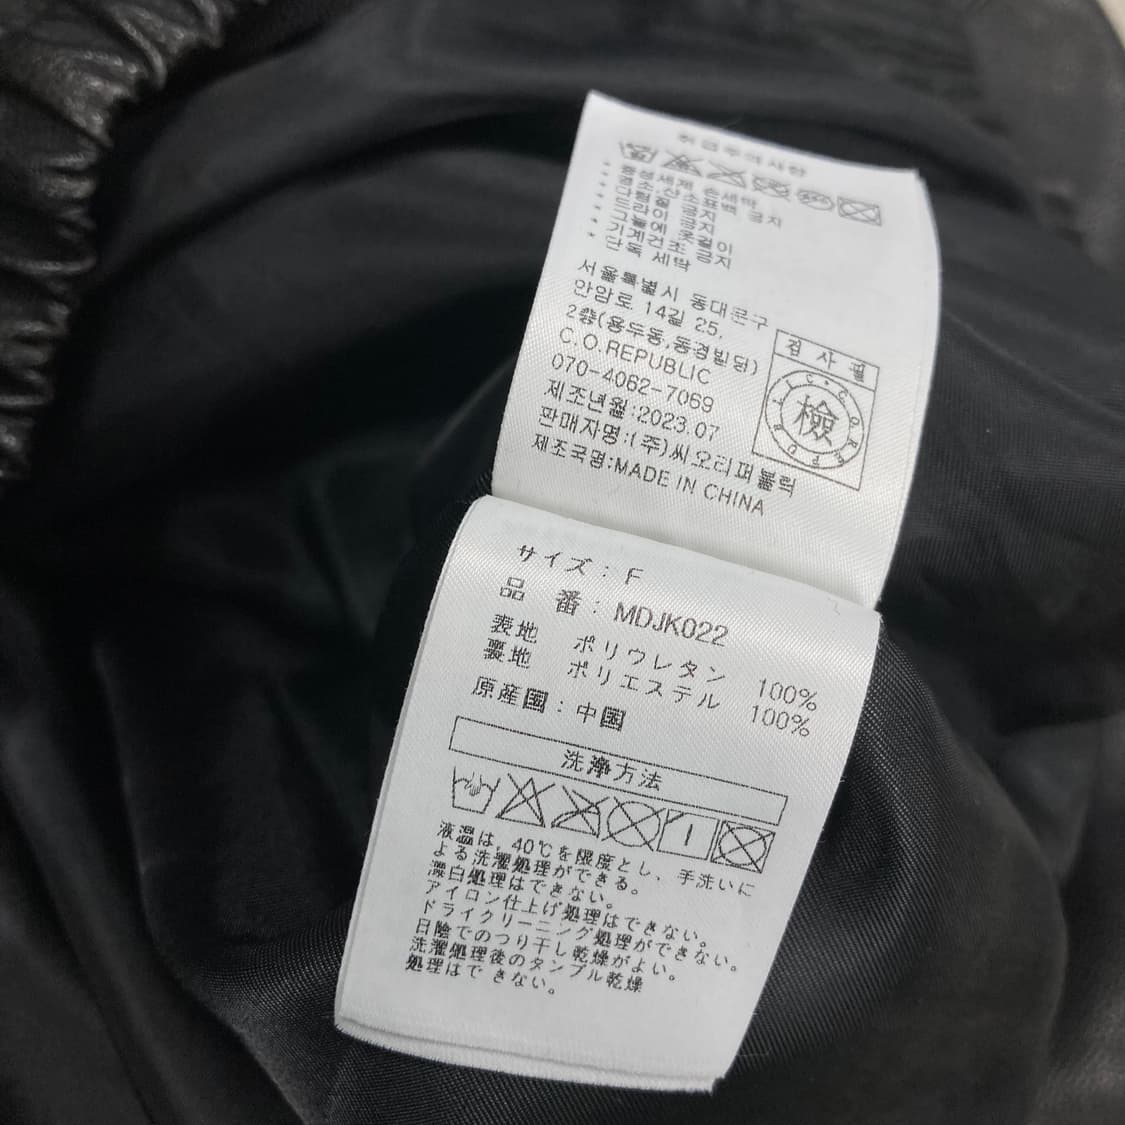 취급주의사항
* 중성세제 손세탁
* 염소,산소표백 금지
* 다림질 금지
* 드라이 금지
* 그늘에 옷걸이
* 기계건조 금지
단독 세탁
서울특별시 동대문구
안암로 14길 25,
2층(용두동,동경빌딩)
C.O.REPUBLIC
070-4062-7069
제조년월:2023.07
판매자명:(주)씨오리퍼블릭
제조국명:MADE IN CHINA
검사필
檢
サイズ: F
品 番: MDJK022
表地 ポリウレタン 100%
裏地 ポリエステル 100%
原産国: 中国
洗浄方法
液温は、40℃を限度とし、手洗いに
よる洗濯処理ができる。
漂白処理はできない。
アイロン仕上げ処理はできない。
ドライクリーニング処理ができない。
日陰でのつり干し乾燥がよい。
洗濯処理後のタンブル乾燥
処理はできない。